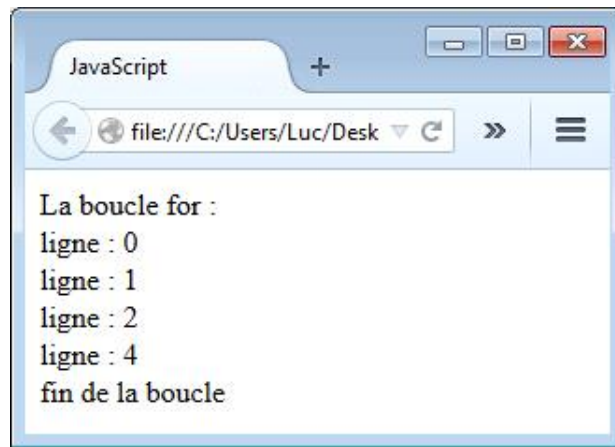 JavaScript
file:///C:/Users/Luc/Desk
La boucle for :
ligne : 0
ligne : 1
ligne : 2
ligne : 4
fin de la boucle